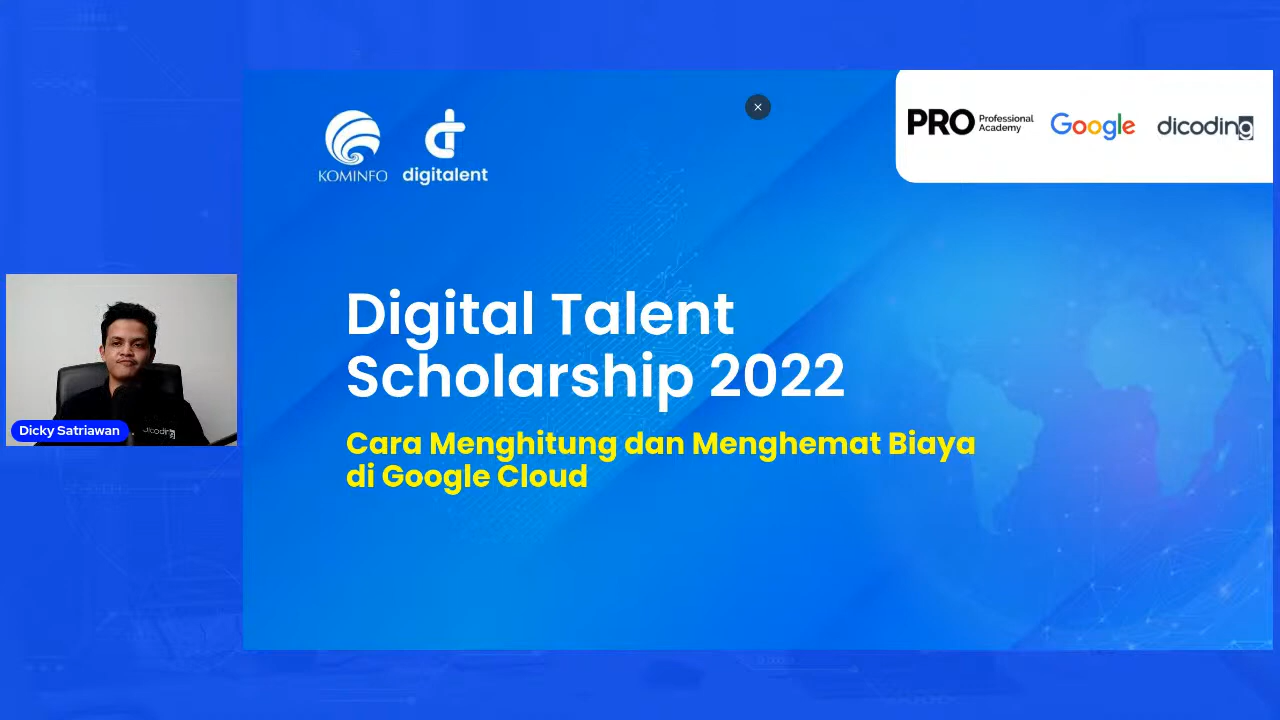 KOMINFO
digitalent
PRO Professional Academy
Google
dicoding
Digital Talent
Scholarship 2022
Cara Menghitung dan Menghemat Biaya
di Google Cloud
Dicky Satriawan
dicoding